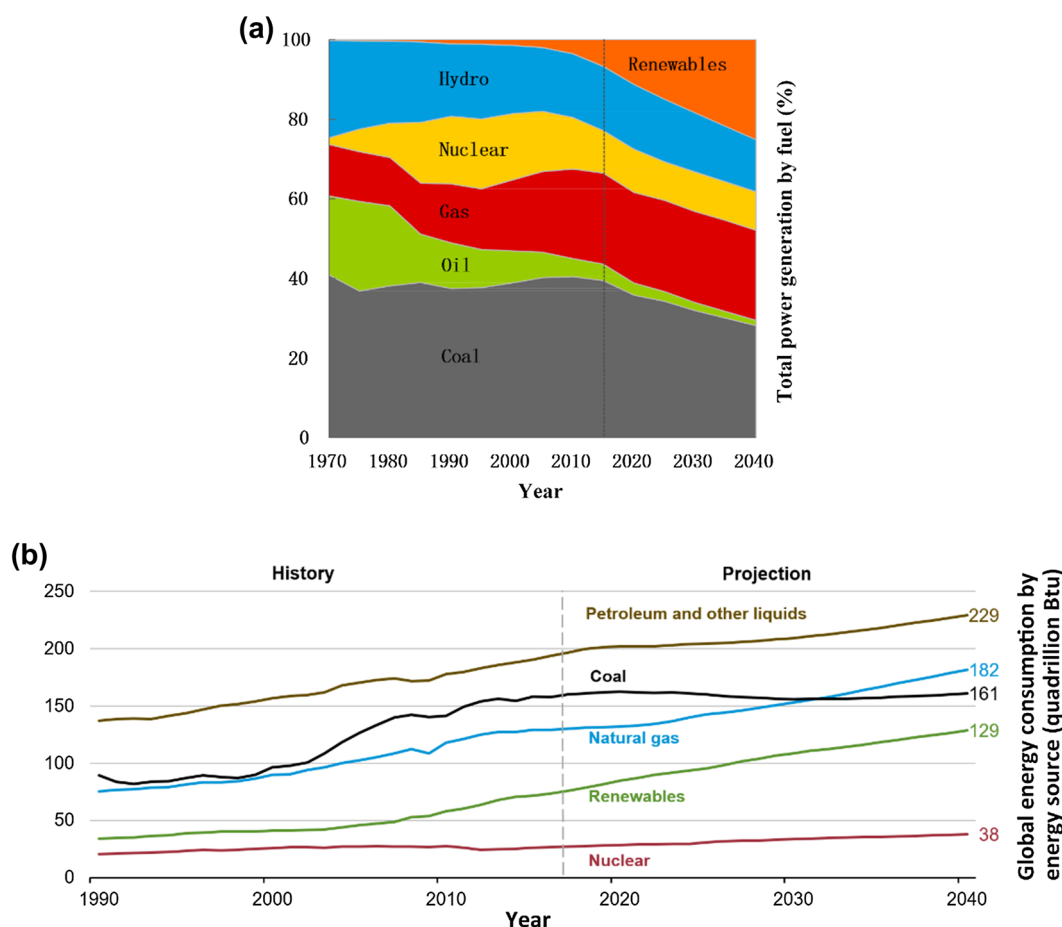 (a)
100
80
60
40
20
0
Renewables
Hydro
Nuclear
Gas
Oil
Coal
1970 1980 1990 2000 2010 2020 2030 2040
Year
Total power generation by fuel (%)
(b)
History Projection
250
200
150
100
50
0
Petroleum and other liquids
Coal
Natural gas
Renewables
Nuclear
229
182
161
129
38
1990 2000 2010 2020 2030 2040
Year
Global energy consumption by
energy source (quadrillion Btu)